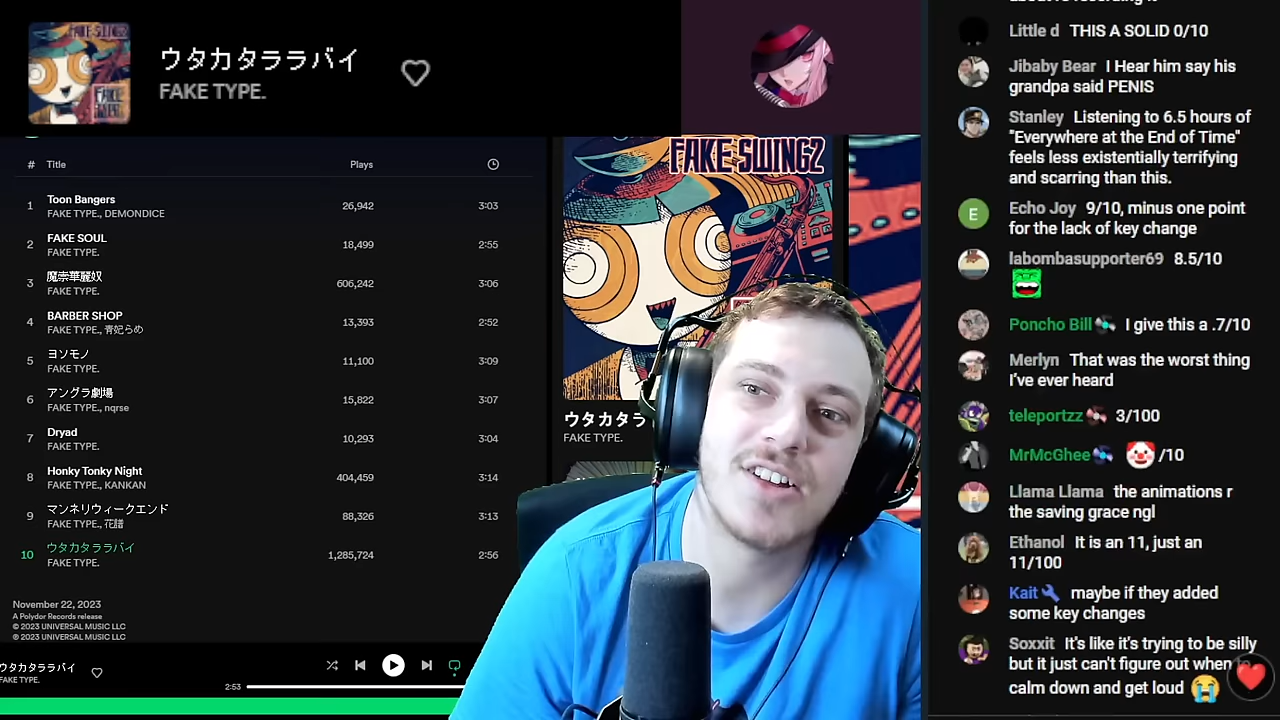 ウタカタララバイ
FAKE TYPE.
# Title Plays
1 Toon Bangers 26,942 3:03
FAKE TYPE., DEMONDICE
2 FAKE SOUL 18,499 2:55
FAKE TYPE.
3 魔崇華麗奴 606,242 3:06
FAKE TYPE.
4 BARBER SHOP 13,393 2:52
FAKE TYPE., 青妃らめ
5 ヨソモノ 11,100 3:09
FAKE TYPE.
6 アングラ劇場 15,822 3:07
FAKE TYPE., nqrse
7 Dryad 10,293 3:04
FAKE TYPE.
8 Honky Tonky Night 404,459 3:14
FAKE TYPE., KANKAN
9 マンネリウィークエンド 88,326 3:13
FAKE TYPE., 花譜
10 ウタカタララバイ 1,285,724 2:56
FAKE TYPE.
November 22, 2023
A Polydor Records release
© 2023 UNIVERSAL MUSIC LLC
℗ 2023 UNIVERSAL MUSIC LLC
ウタカタララバイ
FAKE TYPE.
2:53
FAKE SWING2
ウタカタラ
FAKE TYPE.
Little d THIS A SOLID 0/10
Jibaby Bear I Hear him say his
grandpa said PENIS
Stanley Listening to 6.5 hours of
"Everywhere at the End of Time"
feels less existentially terrifying
and scarring than this.
E Echo Joy 9/10, minus one point
for the lack of key change
labombasupporter69 8.5/10
Poncho Bill I give this a .7/10
Merlyn That was the worst thing
I've ever heard
teleportzz 3/100
MrMcGhee 🤡/10
Llama Llama the animations r
the saving grace ngl
Ethanol It is an 11, just an
11/100
Kait maybe if they added
some key changes
Soxxit It's like it's trying to be silly
but it just can't figure out when to
calm down and get loud 😭